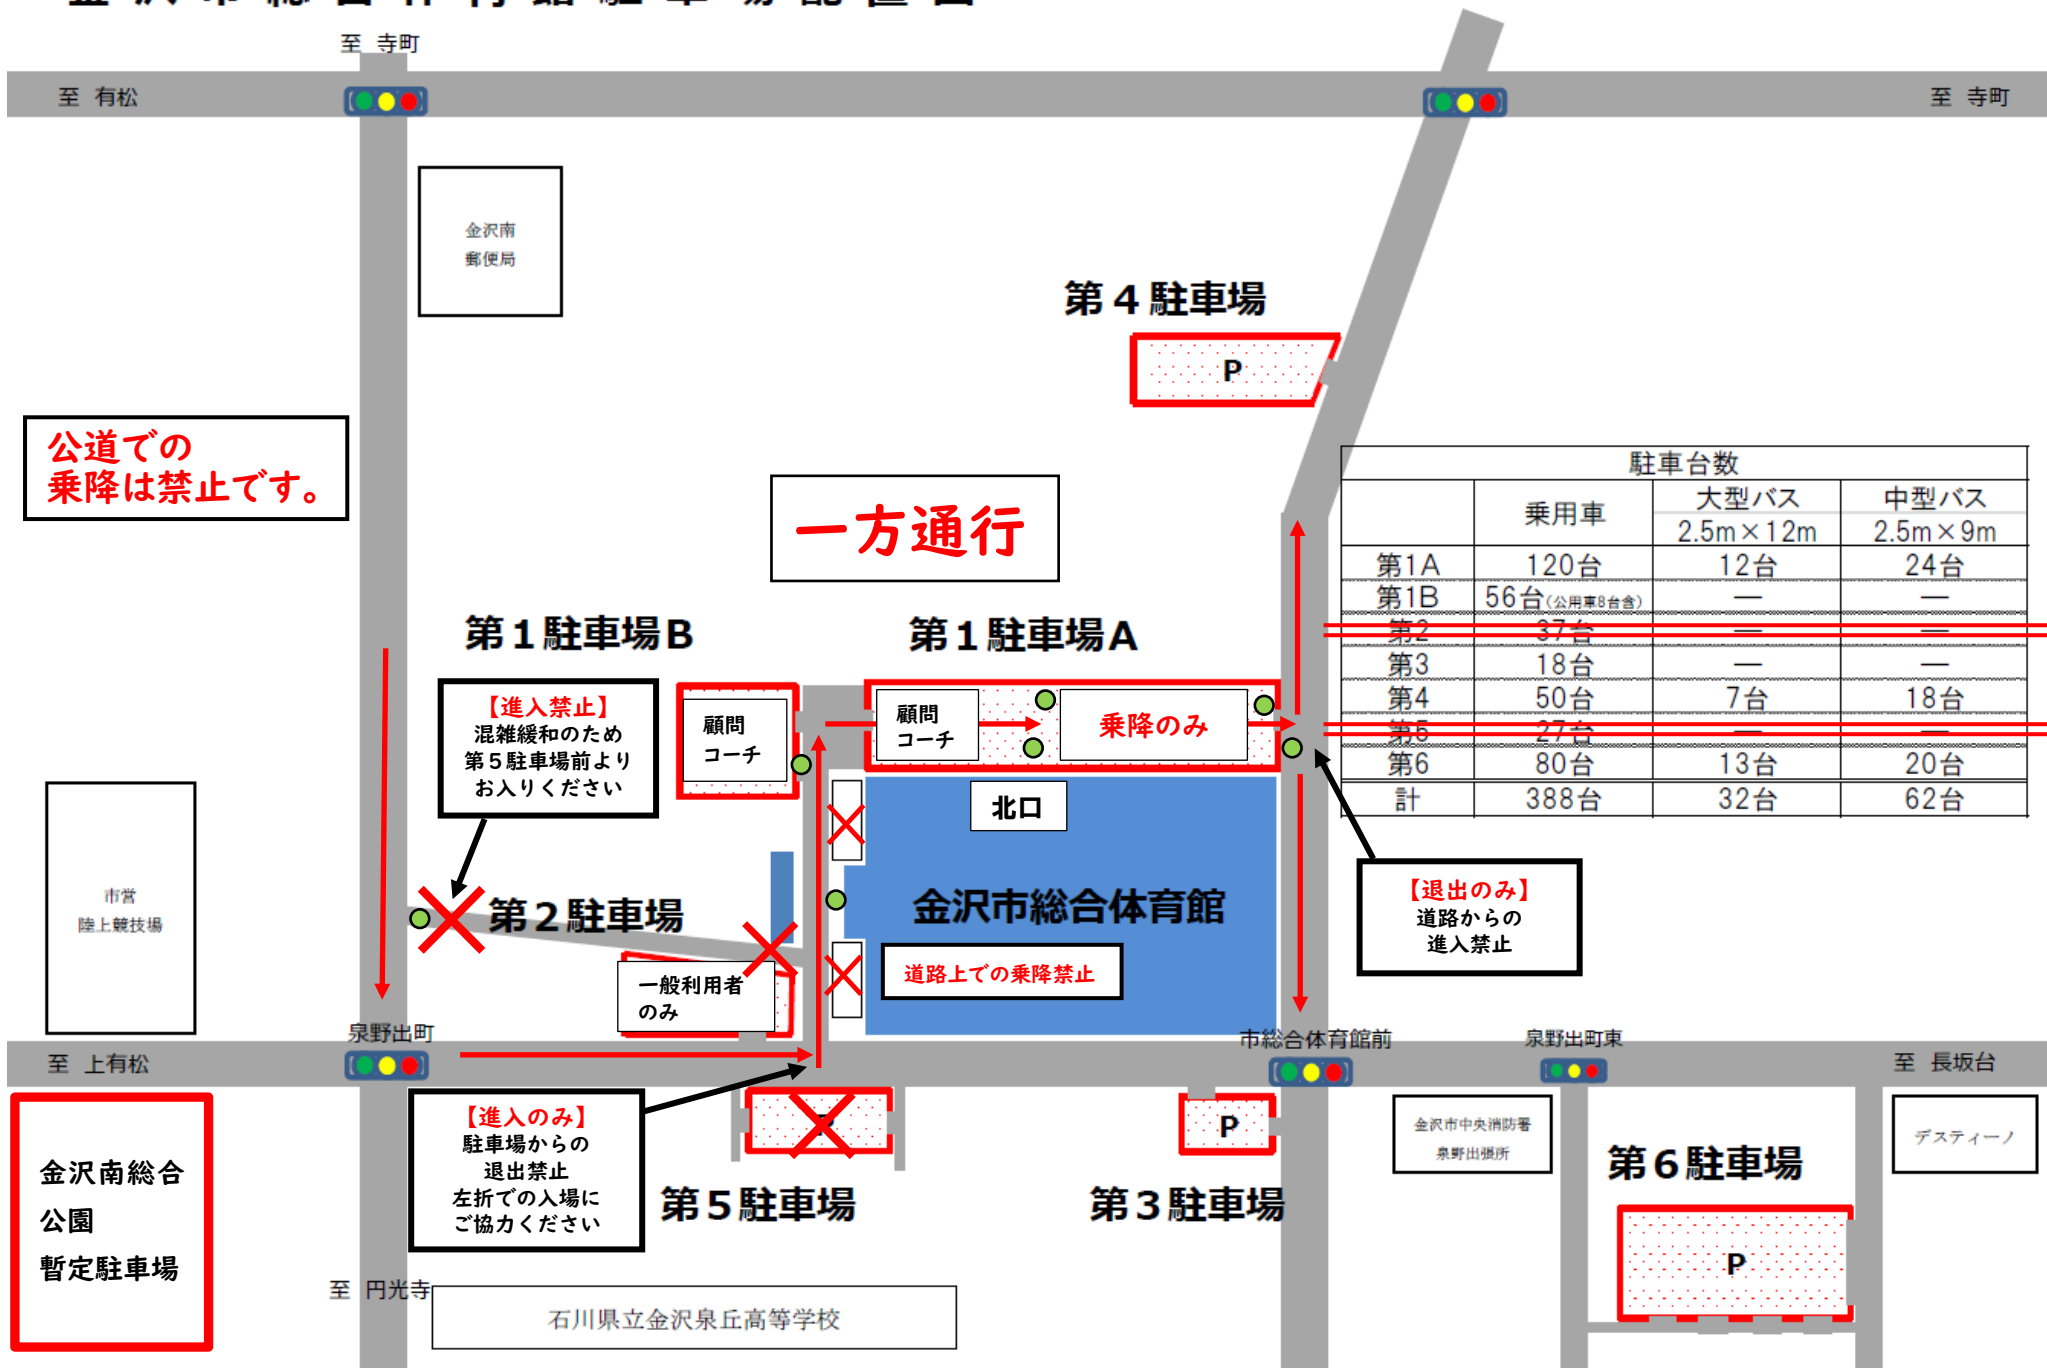 至 寺町
至 有松
至 寺町
金沢南
郵便局
第４駐車場
P
公道での
乗降は禁止です。
一方通行
駐車台数
乗用車
大型バス
中型バス
2.5m×12m
2.5m×9m
第1A 120台 12台 24台
第1B 56台(公用車8台含) ― ―
第2 37台 ― ―
第3 18台 ― ―
第4 50台 7台 18台
第5 27台 ― ―
第6 80台 13台 20台
計 388台 32台 62台
第１駐車場B
第１駐車場A
【進入禁止】
混雑緩和のため
第５駐車場前より
お入りください
顧問
コーチ
顧問
コーチ
乗降のみ
北口
市営
陸上競技場
第２駐車場
金沢市総合体育館
【退出のみ】
道路からの
進入禁止
一般利用者
のみ
道路上での乗降禁止
泉野出町
市総合体育館前
泉野出町東
至 上有松
至 長坂台
金沢南総合
公園
暫定駐車場
【進入のみ】
駐車場からの
退出禁止
左折での入場に
ご協力ください
P
P
金沢市中央消防署
泉野出張所
デスティーノ
第５駐車場
第３駐車場
第６駐車場
P
至 円光寺
石川県立金沢泉丘高等学校